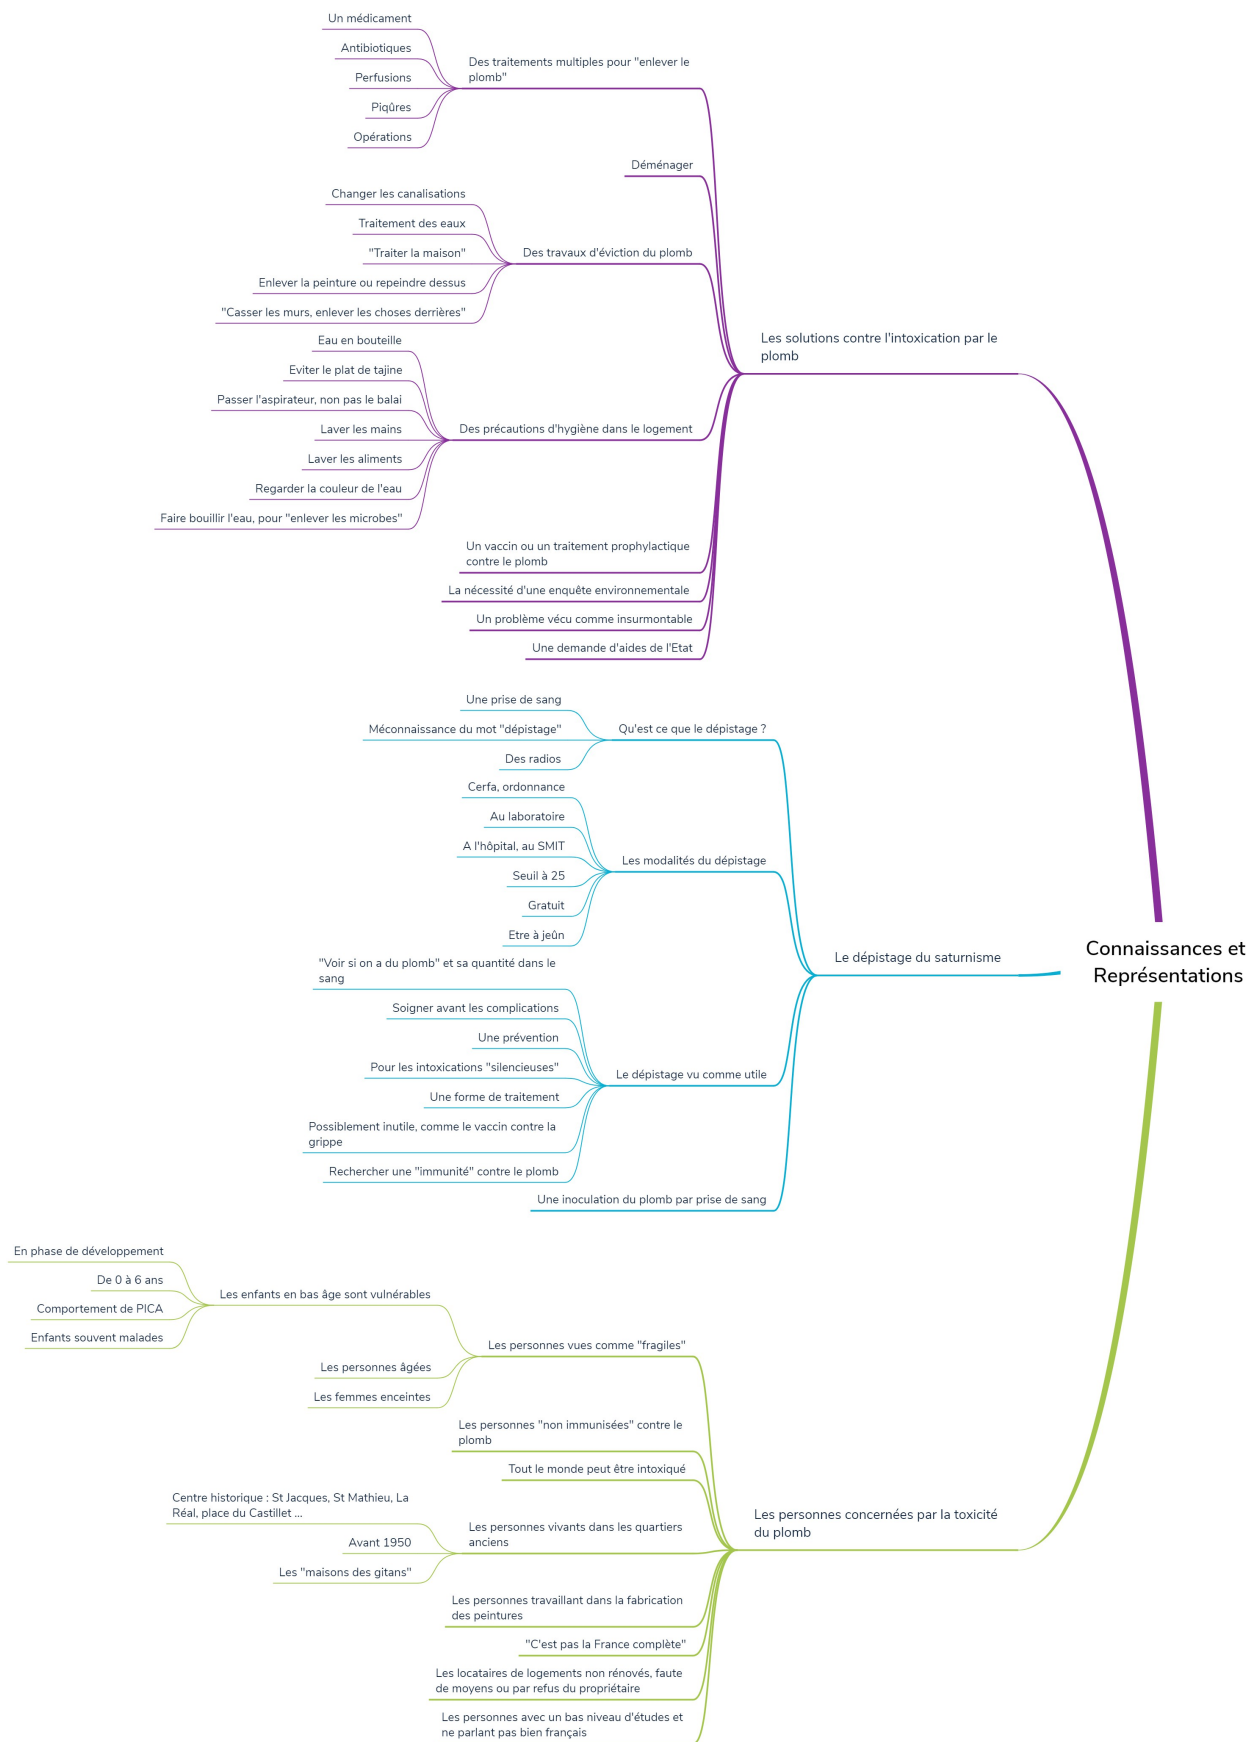 Un médicament
Antibiotiques
Perfusions
Piqûres
Opérations
Des traitements multiples pour "enlever le
plomb"
Déménager
Changer les canalisations
Traitement des eaux
"Traiter la maison"
Enlever la peinture ou repeindre dessus
"Casser les murs, enlever les choses derrières"
Des travaux d'éviction du plomb
Les solutions contre l'intoxication par le
plomb
Eau en bouteille
Eviter le plat de tajine
Passer l'aspirateur, non pas le balai
Laver les mains
Laver les aliments
Regarder la couleur de l'eau
Faire bouillir l'eau, pour "enlever les microbes"
Des précautions d'hygiène dans le logement
Un vaccin ou un traitement prophylactique
contre le plomb
La nécessité d'une enquête environnementale
Un problème vécu comme insurmontable
Une demande d'aides de l'Etat
Une prise de sang
Méconnaissance du mot "dépistage"
Des radios
Qu'est ce que le dépistage ?
Cerfa, ordonnance
Au laboratoire
A l'hôpital, au SMIT
Seuil à 25
Gratuit
Etre à jeûn
Les modalités du dépistage
Le dépistage du saturnisme
Connaissances et
Représentations
"Voir si on a du plomb" et sa quantité dans le
sang
Soigner avant les complications
Une prévention
Pour les intoxications "silencieuses"
Une forme de traitement
Possiblement inutile, comme le vaccin contre la
grippe
Rechercher une "immunité" contre le plomb
Le dépistage vu comme utile
Une inoculation du plomb par prise de sang
En phase de développement
De 0 à 6 ans
Comportement de PICA
Enfants souvent malades
Les enfants en bas âge sont vulnérables
Les personnes âgées
Les femmes enceintes
Les personnes vues comme "fragiles"
Les personnes "non immunisées" contre le
plomb
Tout le monde peut être intoxiqué
Centre historique : St Jacques, St Mathieu, La
Réal, place du Castillet ...
Avant 1950
Les "maisons des gitans"
Les personnes vivants dans les quartiers
anciens
Les personnes concernées par la toxicité
du plomb
Les personnes travaillant dans la fabrication
des peintures
"C'est pas la France complète"
Les locataires de logements non rénovés, faute
de moyens ou par refus du propriétaire
Les personnes avec un bas niveau d'études et
ne parlant pas bien français